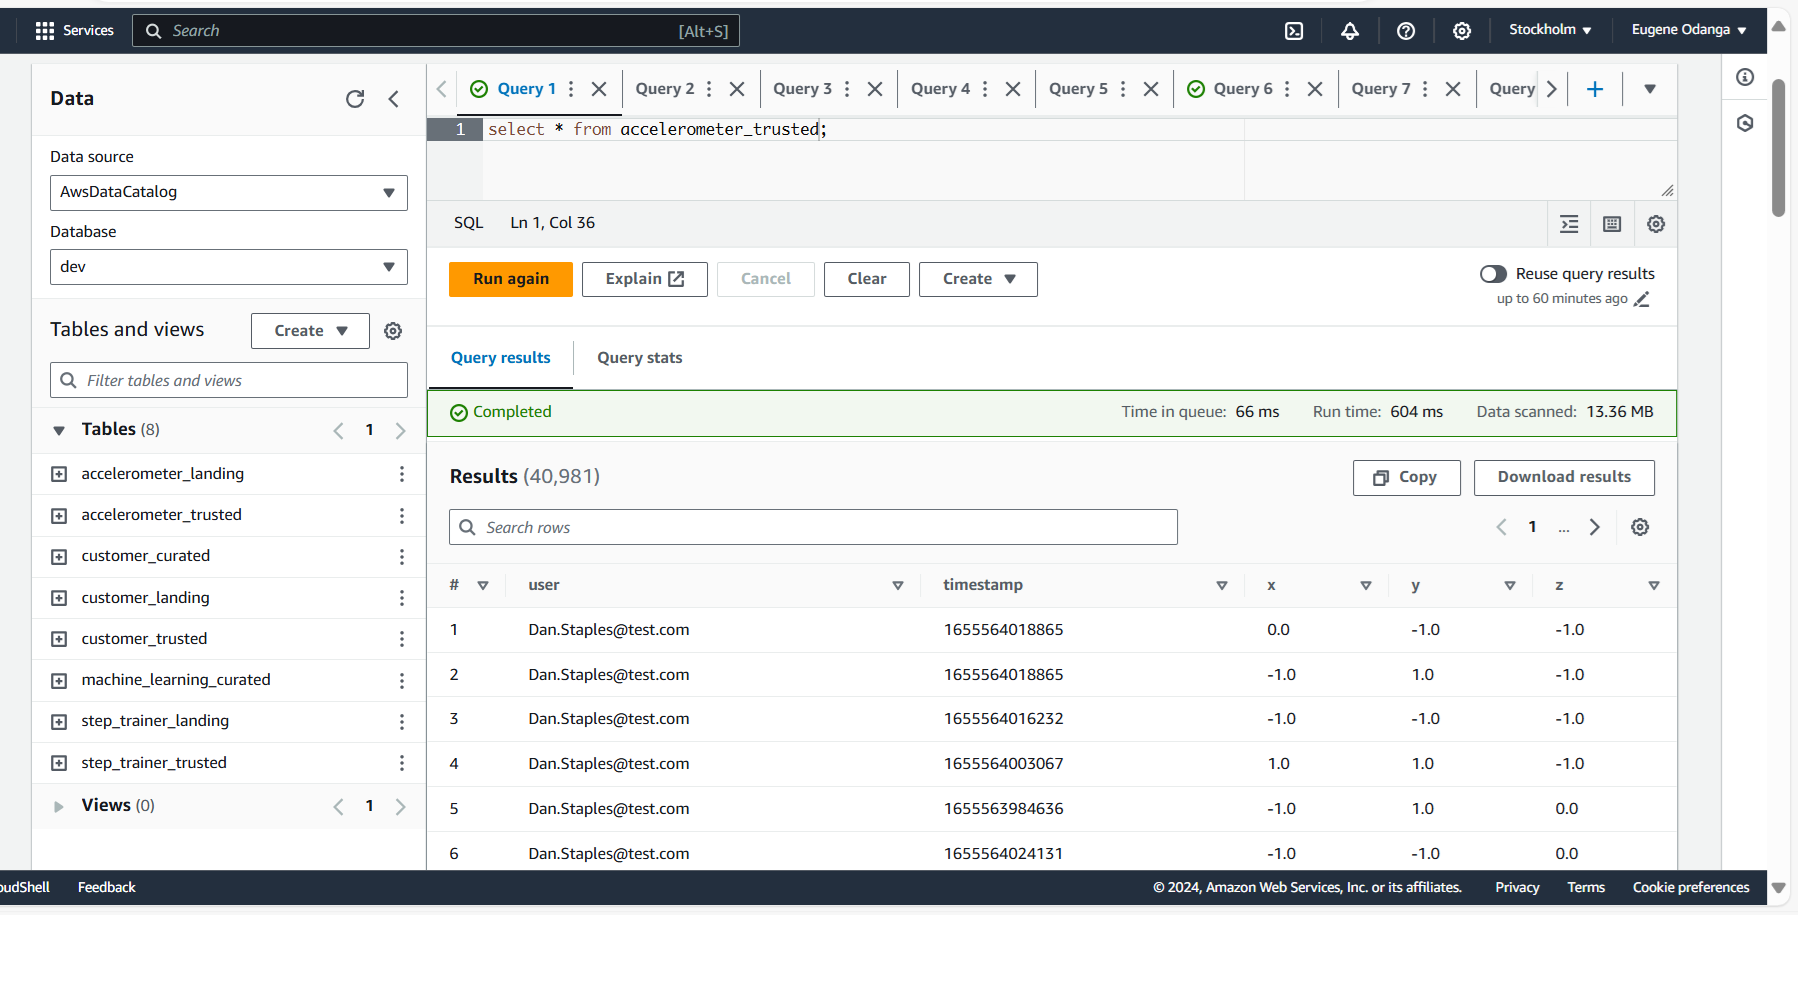 Services
Search [Alt+S]
Stockholm
Eugene Odanga
Data
Data source
AwsDataCatalog
Database
dev
Tables and views
Create
Filter tables and views
Tables (8)
1
accelerometer_landing
accelerometer_trusted
customer_curated
customer_landing
customer_trusted
machine_learning_curated
step_trainer_landing
step_trainer_trusted
Views (0)
1
Query 1 Query 2 Query 3 Query 4 Query 5 Query 6 Query 7 Query
1 select * from accelerometer_trusted;
SQL Ln 1, Col 36
Run again Explain Cancel Clear Create
Reuse query results
up to 60 minutes ago
Query results Query stats
Completed Time in queue: 66 ms Run time: 604 ms Data scanned: 13.36 MB
Results (40,981) Copy Download results
Search rows 1 ...
# user timestamp x y z
1 Dan.Staples@test.com 1655564018865 0.0 -1.0 -1.0
2 Dan.Staples@test.com 1655564018865 -1.0 1.0 -1.0
3 Dan.Staples@test.com 1655564016232 -1.0 -1.0 -1.0
4 Dan.Staples@test.com 1655564003067 1.0 1.0 -1.0
5 Dan.Staples@test.com 1655563984636 -1.0 1.0 0.0
6 Dan.Staples@test.com 1655564024131 -1.0 -1.0 0.0
oudShell Feedback © 2024, Amazon Web Services, Inc. or its affiliates. Privacy Terms Cookie preferences